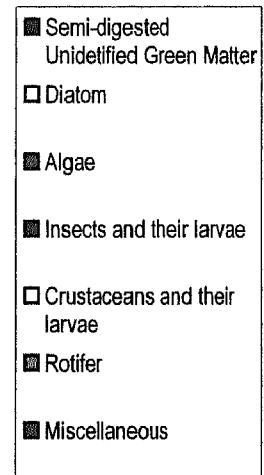 Semi-digested
Unidetified Green Matter
Diatom
Algae
Insects and their larvae
Crustaceans and their
larvae
Rotifer
Miscellaneous